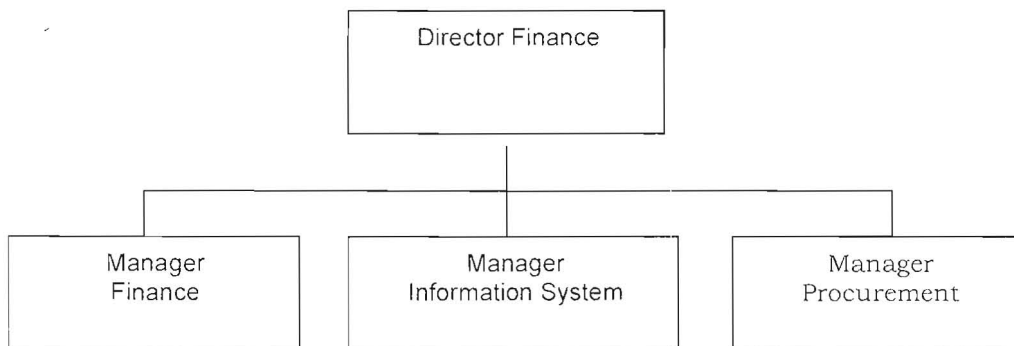 Director Finance
Manager
Finance
Manager
Information System
Manager
Procurement